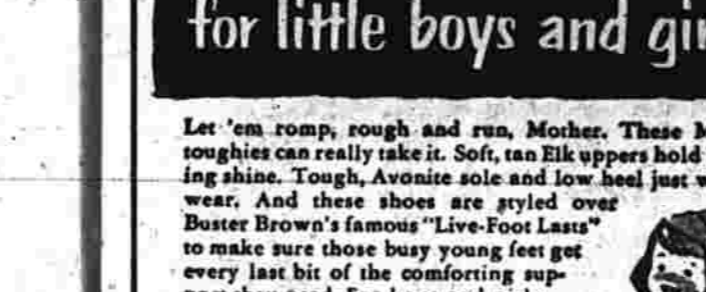 for little boys and
Let 'em romp, rough and run, Mother. These
toughies can really take it. Soft, tan Elk uppers hold
ing shine. Tough, Avonite sole and low heel just
wear. And these shoes are styled over
Buster Brown's famous "Live-Foot Lasts"
to make sure those busy young feet get
every last bit of the comforting sup-